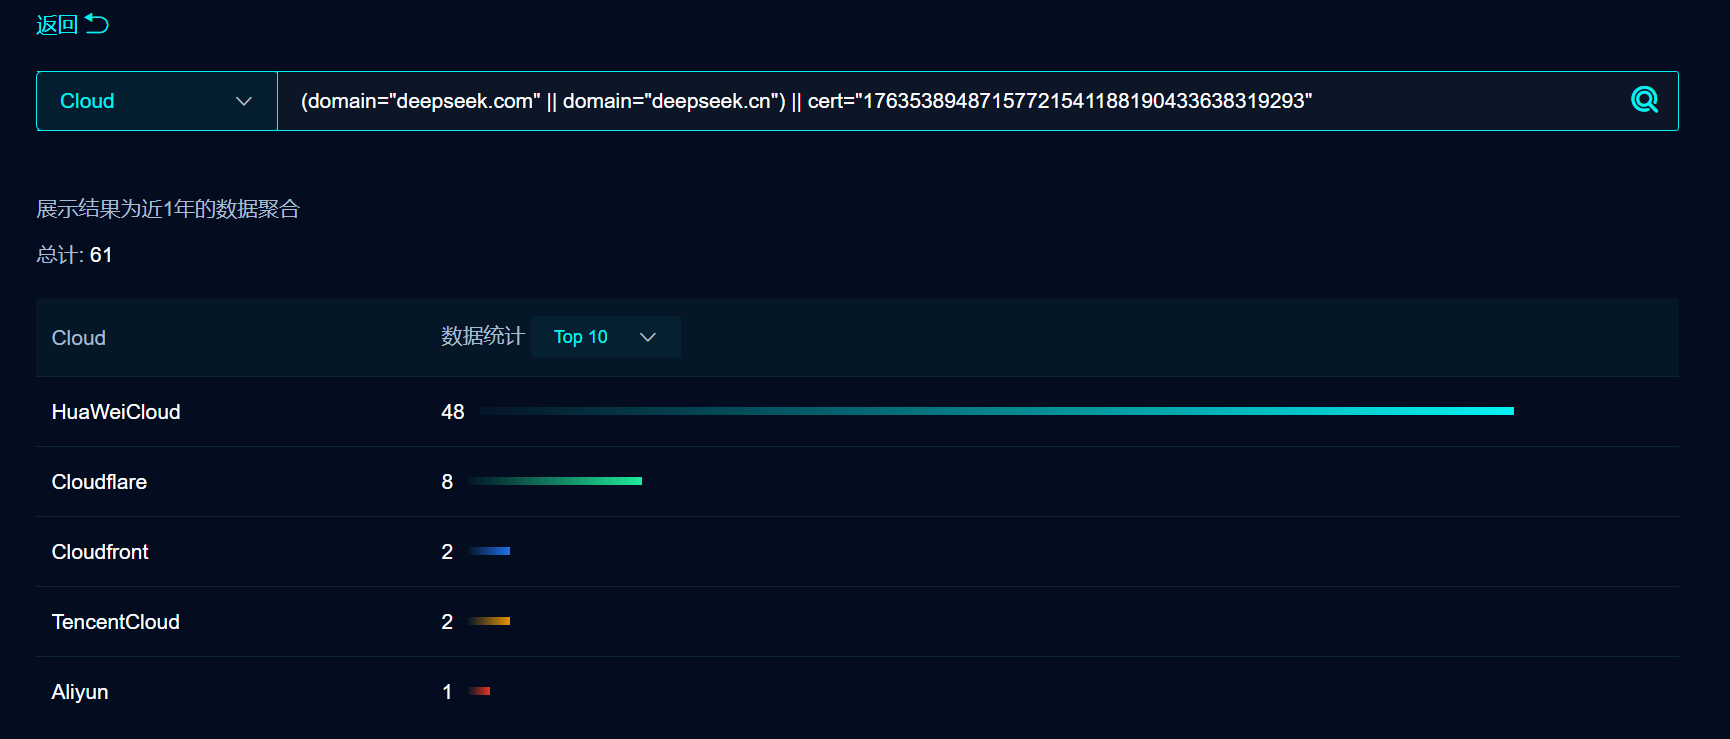 返回
Cloud (domain="deepseek.com" || domain="deepseek.cn") || cert="17635389487157721541188190433638319293"
展示结果为近1年的数据聚合
总计: 61
Cloud 数据统计 Top 10
HuaWeiCloud 48
Cloudflare 8
Cloudfront 2
TencentCloud 2
Aliyun 1